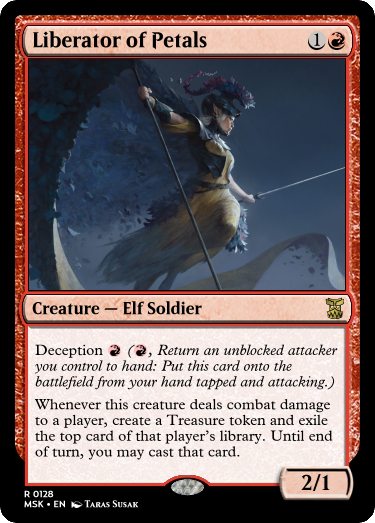 Liberator of Petals 1
Creature — Elf Soldier
Deception (, Return an unblocked attacker
you control to hand: Put this card onto the
battlefield from your hand tapped and attacking.)
Whenever this creature deals combat damage
to a player, create a Treasure token and exile
the top card of that player's library. Until end
of turn, you may cast that card.
2/1
R 0128
MSK • EN Taras Susak